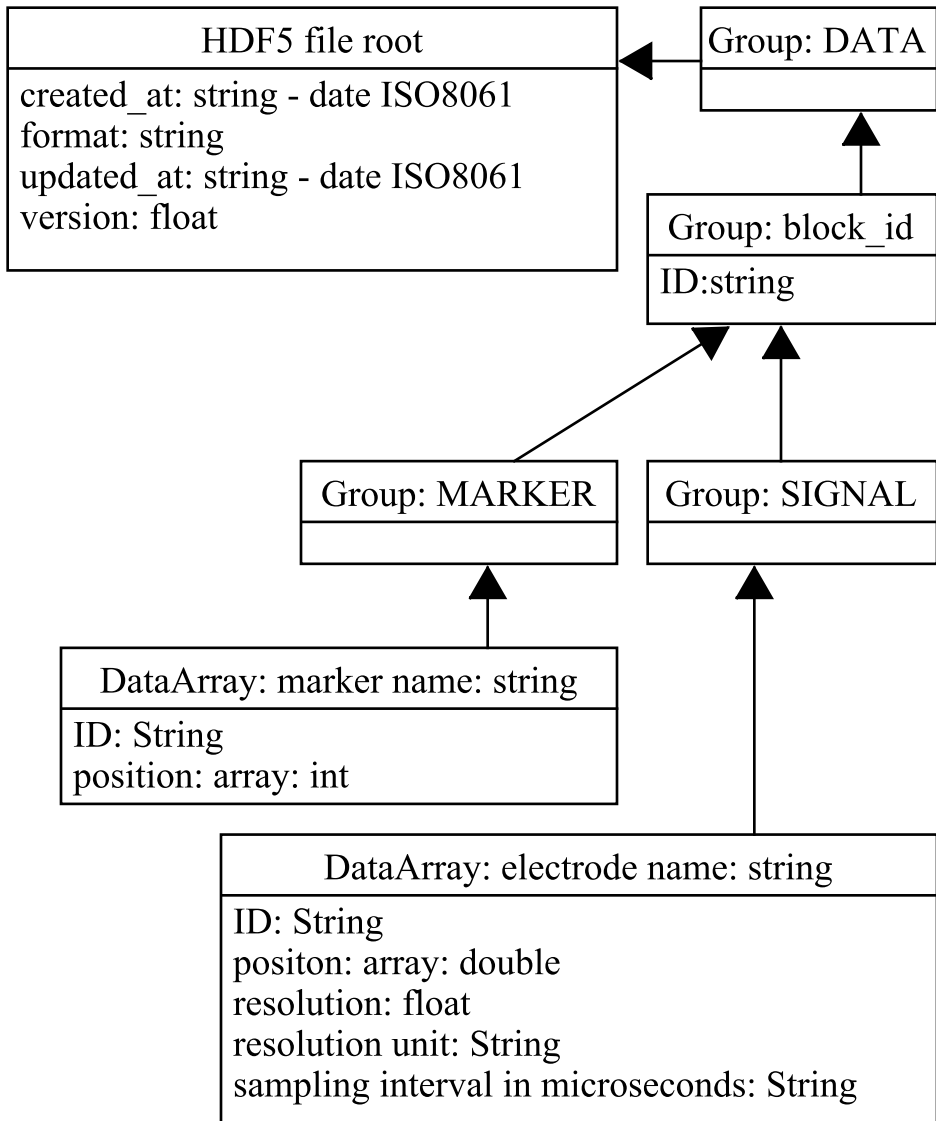 HDF5 file root
created_at: string - date ISO8061
format: string
updated_at: string - date ISO8061
version: float
Group: DATA
Group: block_id
ID:string
Group: MARKER
Group: SIGNAL
DataArray: marker name: string
ID: String
position: array: int
DataArray: electrode name: string
ID: String
positon: array: double
resolution: float
resolution unit: String
sampling interval in microseconds: String